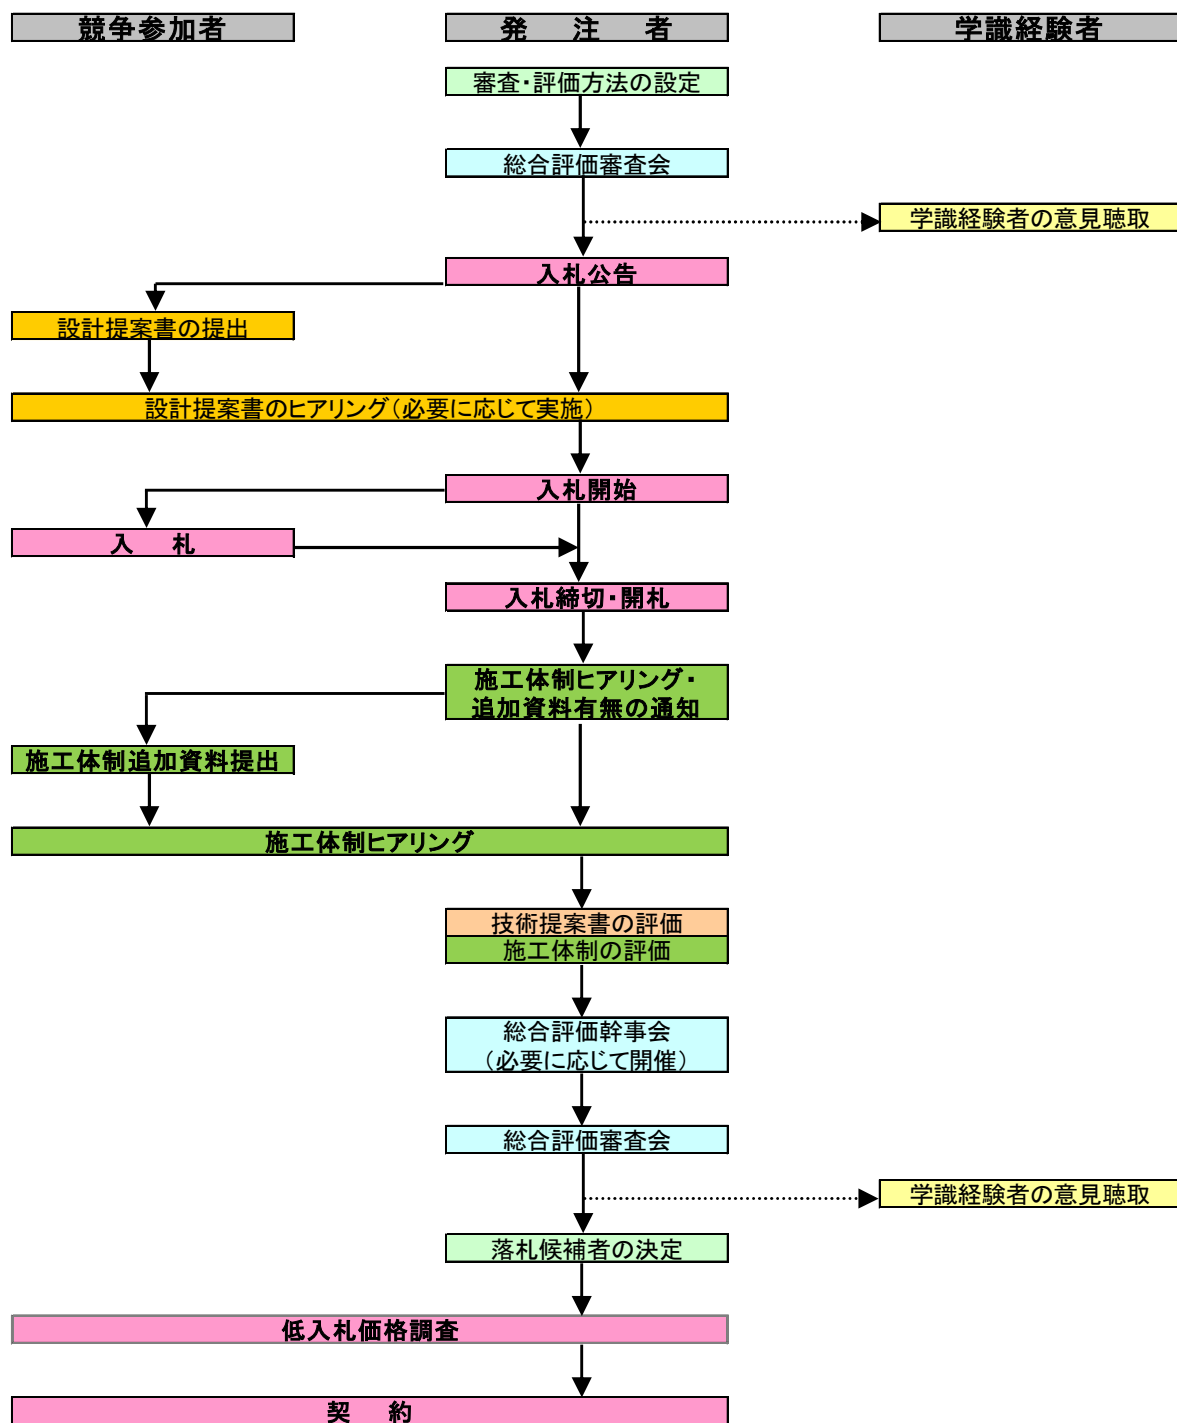 競争参加者
発　注　者
学識経験者
審査・評価方法の設定
総合評価審査会
学識経験者の意見聴取
入札公告
設計提案書の提出
設計提案書のヒアリング（必要に応じて実施）
入札開始
入　札
入札締切・開札
施工体制ヒアリング・
追加資料有無の通知
施工体制追加資料提出
施工体制ヒアリング
技術提案書の評価
施工体制の評価
総合評価幹事会
（必要に応じて開催）
総合評価審査会
学識経験者の意見聴取
落札候補者の決定
低入札価格調査
契　約